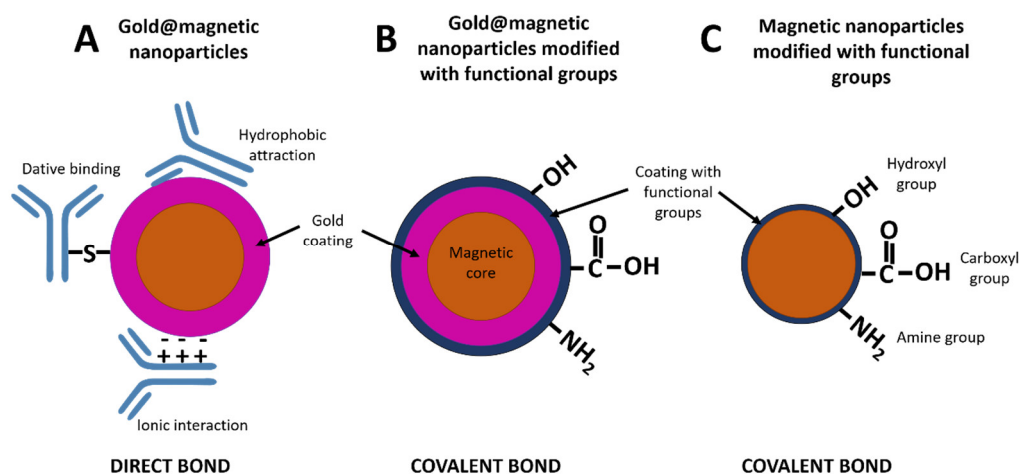 A
Gold@magnetic
nanoparticles
Dative binding
Hydrophobic
attraction
S
Gold
coating
- - -
+ + +
Ionic interaction
DIRECT BOND
B
Gold@magnetic
nanoparticles modified
with functional groups
Magnetic
core
OH
O
C-OH
NH2
Coating with
functional
groups
COVALENT BOND
C
Magnetic nanoparticles
modified with functional
groups
OH
Hydroxyl
group
O
C-OH
Carboxyl
group
NH2
Amine group
COVALENT BOND